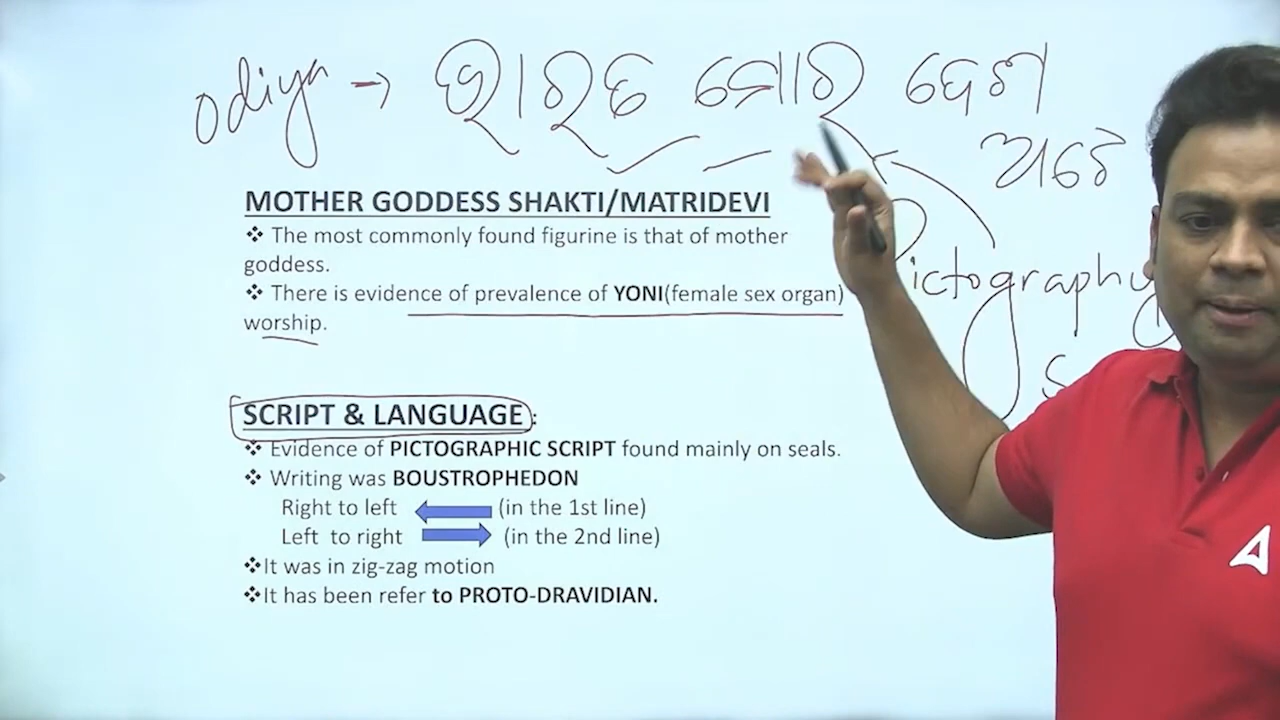 odiya → ଭାରତ ମୋର ଦେଶ
ଅଟେ
MOTHER GODDESS SHAKTI/MATRIDEVI
❖ The most commonly found figurine is that of mother
goddess.
❖ There is evidence of prevalence of YONI(female sex organ)
worship.
Pictography
SCRIPT & LANGUAGE:
❖ Evidence of PICTOGRAPHIC SCRIPT found mainly on seals.
❖ Writing was BOUSTROPHEDON
Right to left (in the 1st line)
Left to right (in the 2nd line)
❖It was in zig-zag motion
❖It has been refer to PROTO-DRAVIDIAN.